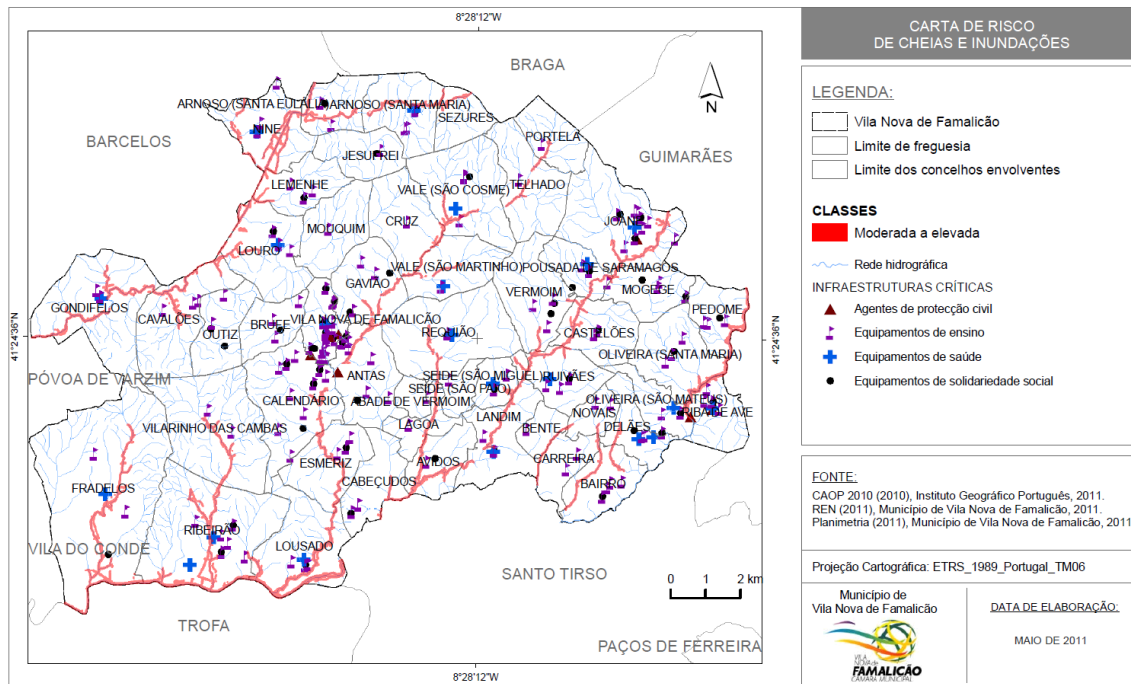 8°28'12"W
BRAGA
N
ARNOSO (SANTA EULÁLIA)
ARNOSO (SANTA MARIA)
SEZURES
NINE
BARCELOS
PORTELA
GUIMARÃES
JESUFREI
LEMENHE
VALE (SÃO COSME)
TELHADO
CRUZ
MOUQUIM
JOANE
LOURO
VALE (SÃO MARTINHO)
POUSADA DE SARAMAGOS
GAVIÃO
VERMOIM
MOGEGE
GONDIFELOS
CAVALÕES
PEDOME
BRUFE
VILA NOVA DE FAMALICÃO
OUTIZ
REQUIÃO
CASTELÕES
41°24'36"N
41°24'36"N
OLIVEIRA (SANTA MARIA)
PÓVOA DE VARZIM
ANTAS
SEIDE (SÃO MIGUEL)
RUIVÃES
SEIDE (SÃO PAIO)
CALENDÁRIO
ABADE DE VERMOIM
OLIVEIRA (SÃO MATEUS)
RIBA DE AVE
NOVAIS
LANDIM
VILARINHO DAS CAMBAS
LAGOA
BENTE
DELÃES
ESMERIZ
AVIDOS
CARREIRA
CABEÇUDOS
BAIRRO
FRADELOS
RIBEIRÃO
LOUSADO
VILA DO CONDE
SANTO TIRSO
0 1 2 km
TROFA
PAÇOS DE FERREIRA
8°28'12"W
CARTA DE RISCO
DE CHEIAS E INUNDAÇÕES
LEGENDA:
Vila Nova de Famalicão
Limite de freguesia
Limite dos concelhos envolventes
CLASSES
Moderada a elevada
Rede hidrográfica
INFRAESTRUTURAS CRÍTICAS
Agentes de protecção civil
Equipamentos de ensino
Equipamentos de saúde
Equipamentos de solidariedade social
FONTE:
CAOP 2010 (2010), Instituto Geográfico Português, 2011.
REN (2011), Município de Vila Nova de Famalicão, 2011.
Planimetria (2011), Município de Vila Nova de Famalicão, 2011
Projeção Cartográfica: ETRS_1989_Portugal_TM06
Município de
Vila Nova de Famalicão
VILA
NOVA de
FAMALICÃO
CÂMARA MUNICIPAL
DATA DE ELABORAÇÃO:
MAIO DE 2011